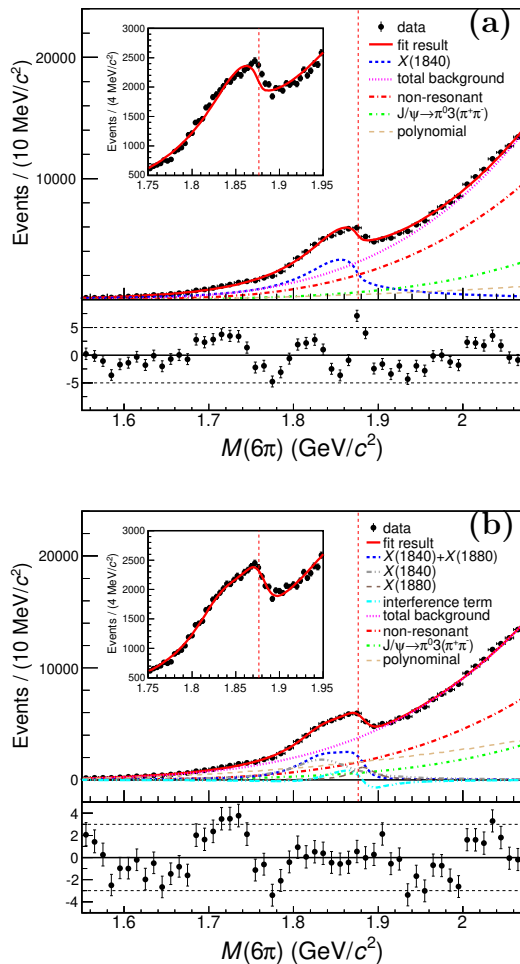 (a)
data
fit result
X(1840)
total background
non-resonant
J/ψ→π⁰3(π⁺π⁻)
polynomial
Events / (4 MeV/c²)
3000
2500
2000
1500
1000
500
1.75
1.8
1.85
1.9
1.95
Events / (10 MeV/c²)
20000
10000
5
0
-5
1.6
1.7
1.8
1.9
2
M(6π) (GeV/c²)
(b)
data
fit result
X(1840)+X(1880)
X(1840)
X(1880)
interference term
total background
non-resonant
J/ψ→π⁰3(π⁺π⁻)
polynominal
Events / (4 MeV/c²)
3000
2500
2000
1500
1000
500
1.75
1.8
1.85
1.9
1.95
Events / (10 MeV/c²)
20000
10000
0
4
2
0
-2
-4
1.6
1.7
1.8
1.9
2
M(6π) (GeV/c²)